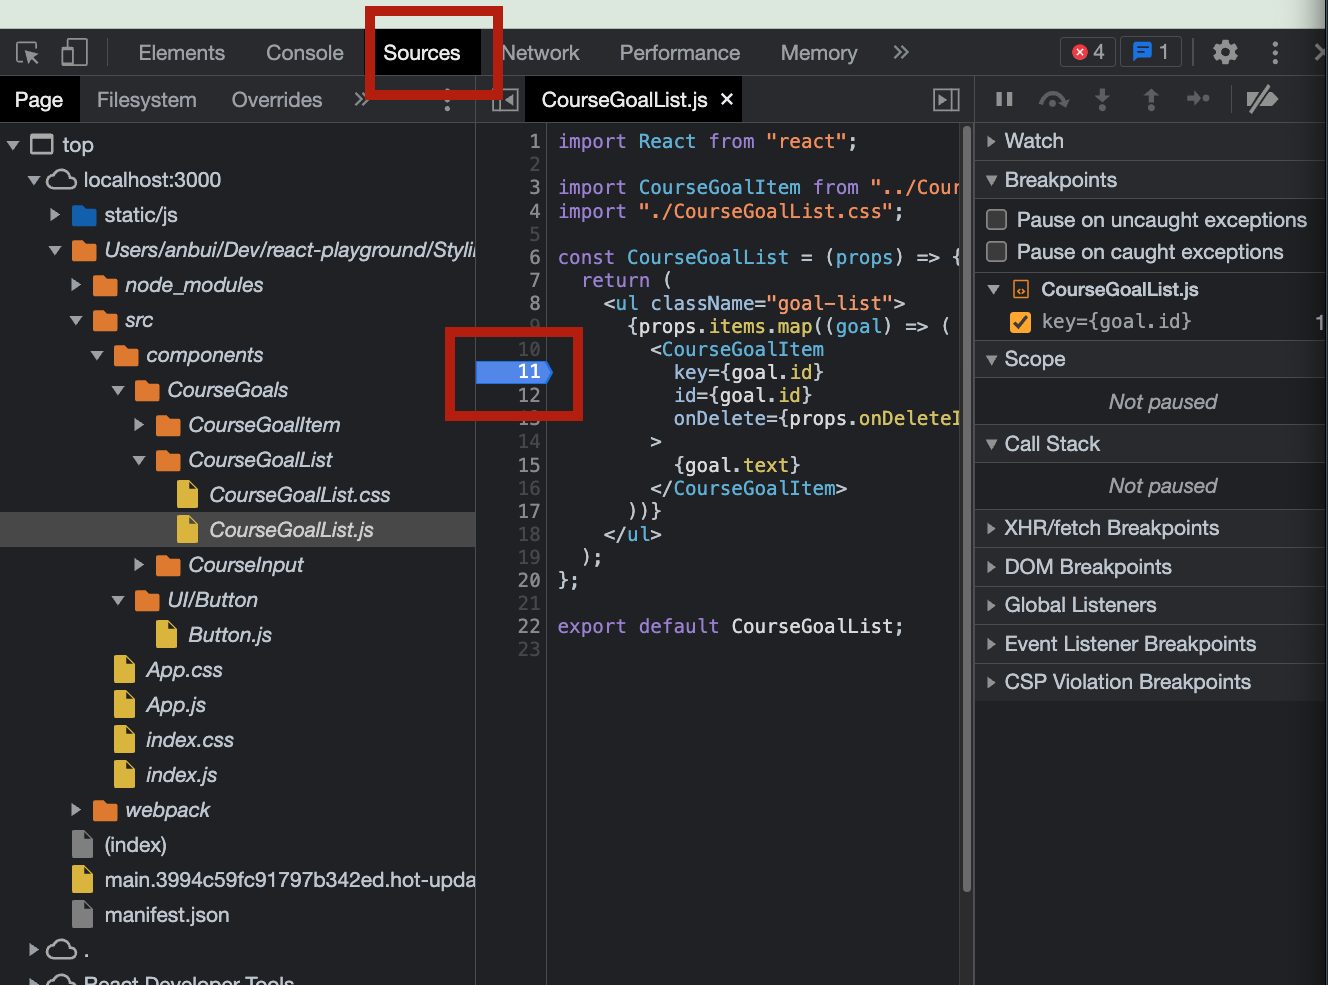 Elements Console Sources Network Performance Memory » 4 1
Page Filesystem Overrides »
CourseGoalList.js ×
top
localhost:3000
static/js
Users/anbui/Dev/react-playground/Stylin
node_modules
src
components
CourseGoals
CourseGoalItem
CourseGoalList
CourseGoalList.css
CourseGoalList.js
CourseInput
UI/Button
Button.js
App.css
App.js
index.css
index.js
webpack
(index)
main.3994c59fc91797b342ed.hot-upda
manifest.json
.
React Developer Tools
1 import React from "react";
2
3 import CourseGoalItem from "../Cour
4 import "./CourseGoalList.css";
5
6 const CourseGoalList = (props) => {
7 return (
8 <ul className="goal-list">
9 {props.items.map((goal) => (
10 <CourseGoalItem
11 key={goal.id}
12 id={goal.id}
13 onDelete={props.onDeleteI
14 >
15 {goal.text}
16 </CourseGoalItem>
17 ))}
18 </ul>
19 );
20 };
21
22 export default CourseGoalList;
23
Watch
Breakpoints
Pause on uncaught exceptions
Pause on caught exceptions
CourseGoalList.js
key={goal.id} 1
Scope
Not paused
Call Stack
Not paused
XHR/fetch Breakpoints
DOM Breakpoints
Global Listeners
Event Listener Breakpoints
CSP Violation Breakpoints